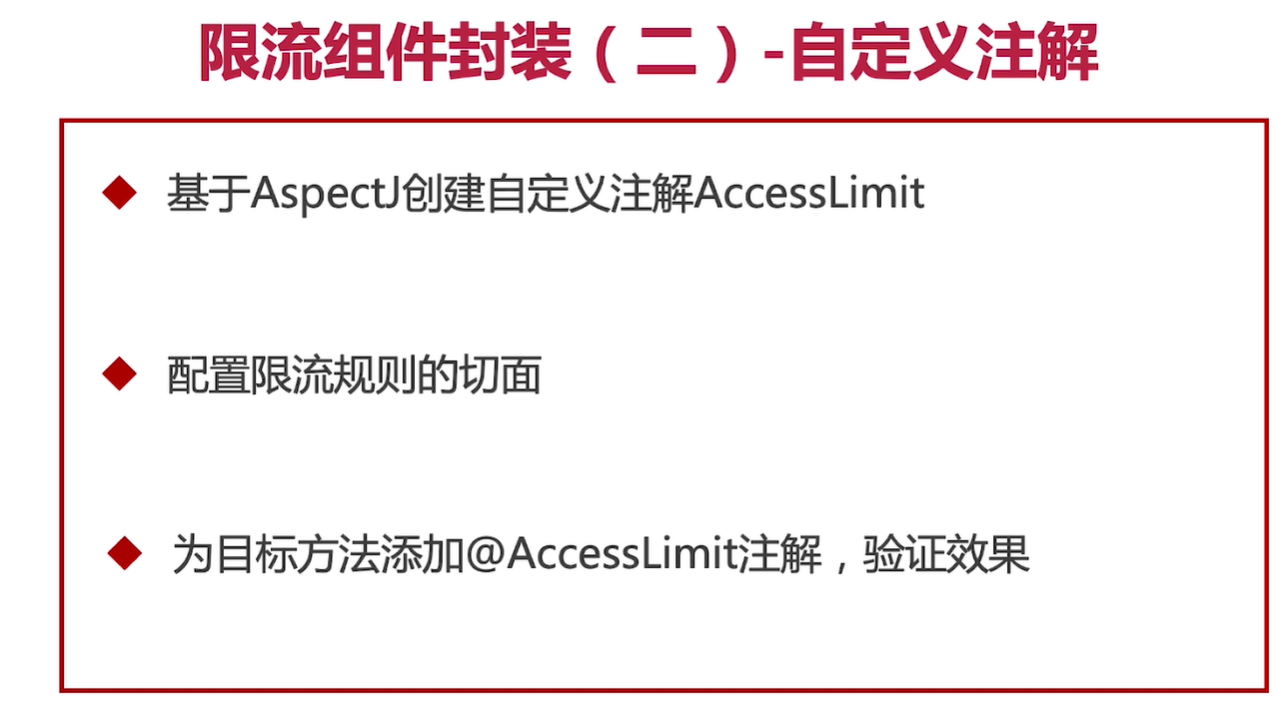 限流组件封装（二）-自定义注解
基于AspectJ创建自定义注解AccessLimit
配置限流规则的切面
为目标方法添加@AccessLimit注解，验证效果